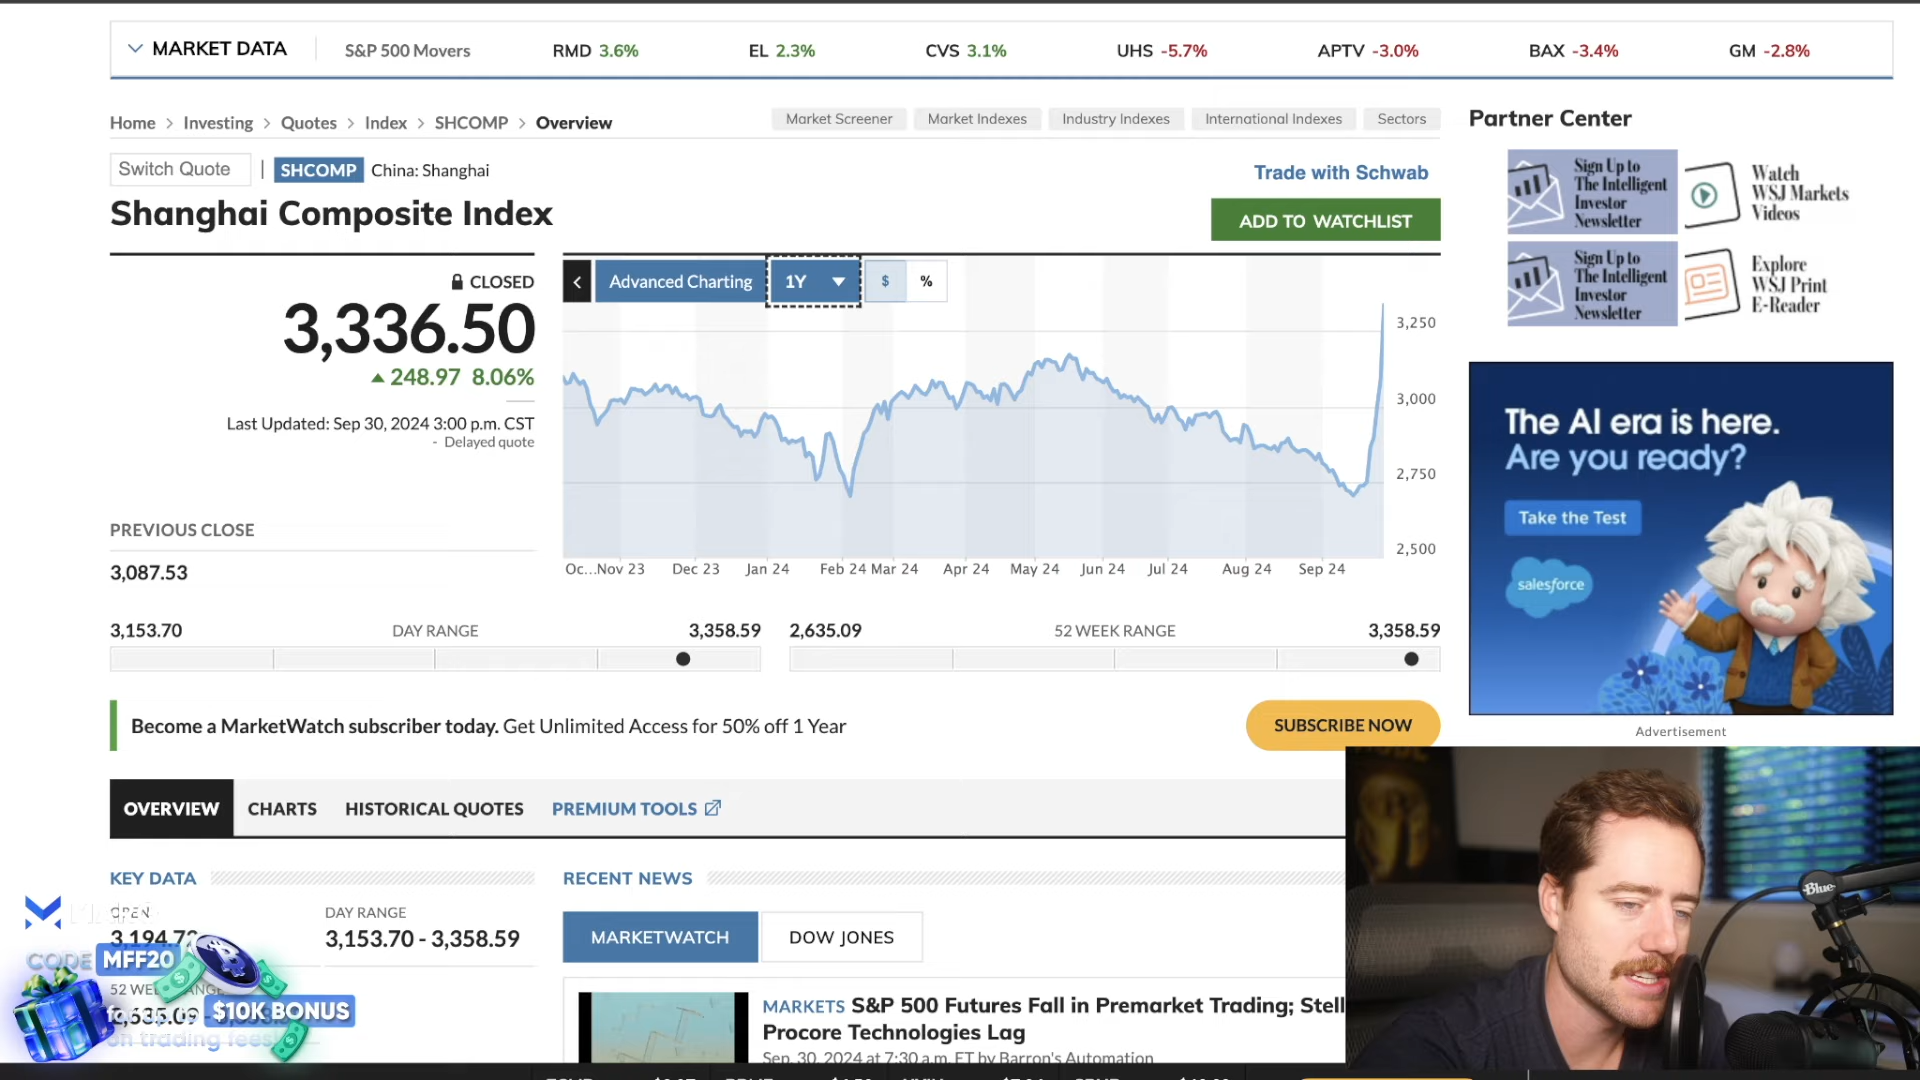 MARKET DATA
S&P 500 Movers
RMD 3.6%
EL 2.3%
CVS 3.1%
UHS -5.7%
APTV -3.0%
BAX -3.4%
GM -2.8%
Home > Investing > Quotes > Index > SHCOMP > Overview
Market Screener
Market Indexes
Industry Indexes
International Indexes
Sectors
Switch Quote | SHCOMP China: Shanghai
Trade with Schwab
Shanghai Composite Index
ADD TO WATCHLIST
CLOSED
3,336.50
248.97 8.06%
Last Updated: Sep 30, 2024 3:00 p.m. CST
- Delayed quote
PREVIOUS CLOSE
3,087.53
Advanced Charting
1Y
$
%
3,250
3,000
2,750
2,500
Oc...Nov 23 Dec 23 Jan 24 Feb 24 Mar 24 Apr 24 May 24 Jun 24 Jul 24 Aug 24 Sep 24
3,153.70 DAY RANGE 3,358.59
2,635.09 52 WEEK RANGE 3,358.59
Become a MarketWatch subscriber today. Get Unlimited Access for 50% off 1 Year
SUBSCRIBE NOW
OVERVIEW
CHARTS
HISTORICAL QUOTES
PREMIUM TOOLS
KEY DATA
OPEN
3,194.72
DAY RANGE
3,153.70 - 3,358.59
CODE MFF20
$10K BONUS
on trading fees
RECENT NEWS
MARKETWATCH
DOW JONES
MARKETS S&P 500 Futures Fall in Premarket Trading; Stell
Procore Technologies Lag
Sep. 30, 2024 at 7:30 a.m. ET by Barron's Automation
Partner Center
Sign Up to
The Intelligent
Investor
Newsletter
Watch
WSJ Markets
Videos
Sign Up to
The Intelligent
Investor
Newsletter
Explore
WSJ Print
E-Reader
The AI era is here.
Are you ready?
Take the Test
salesforce
Advertisement
Blue